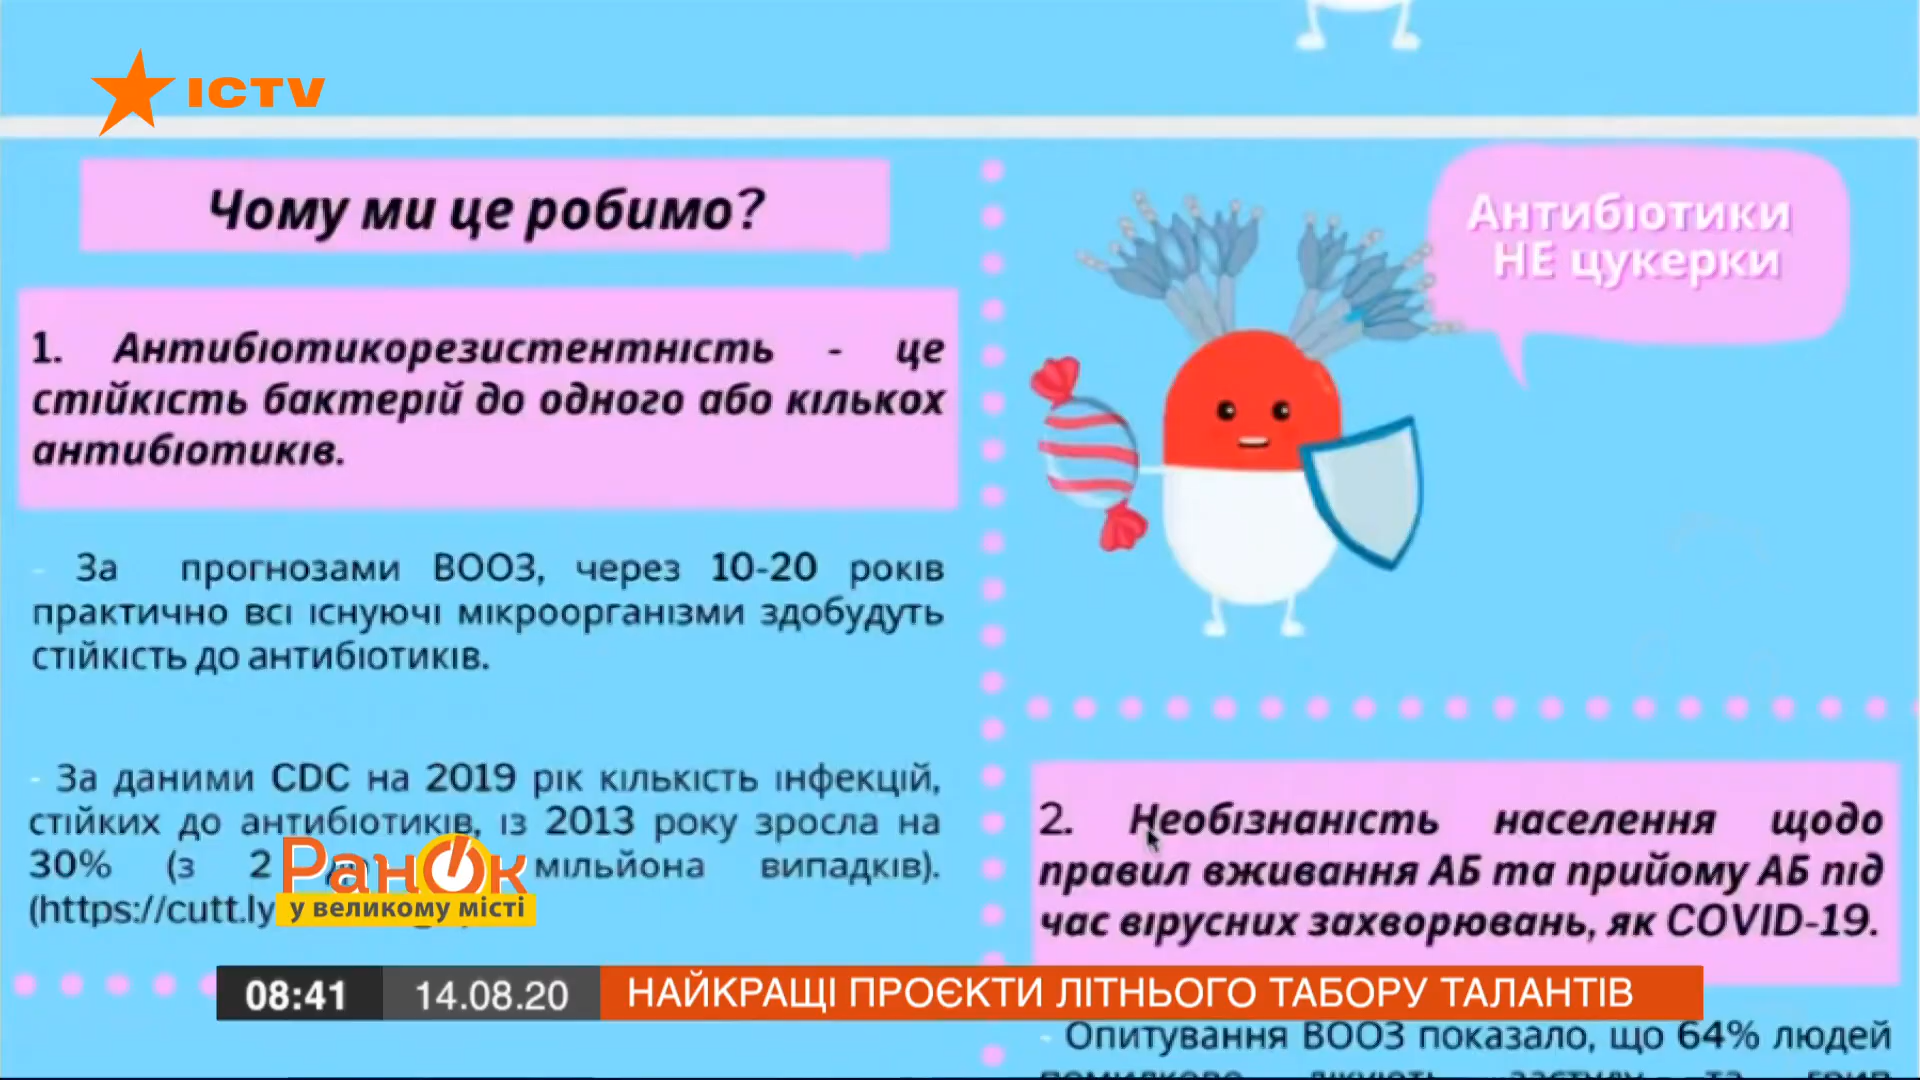 ICTV
Чому ми це робимо?
1. Антибіотикорезистентність - це
стійкість бактерій до одного або кількох
антибіотиків.
- За прогнозами ВООЗ, через 10-20 років
практично всі існуючі мікроорганізми здобудуть
стійкість до антибіотиків.
- За даними CDC на 2019 рік кількість інфекцій,
стійких до антибіотиків, із 2013 року зросла на
30% (з 2 мільйона випадків).
(https://cutt.ly
Антибіотики
НЕ цукерки
2. Необізнаність населення щодо
правил вживання АБ та прийому АБ під
час вірусних захворювань, як COVID-19.
- Опитування ВООЗ показало, що 64% людей
Ранок
у великому місті
08:41 14.08.20 НАЙКРАЩІ ПРОЄКТИ ЛІТНЬОГО ТАБОРУ ТАЛАНТІВ